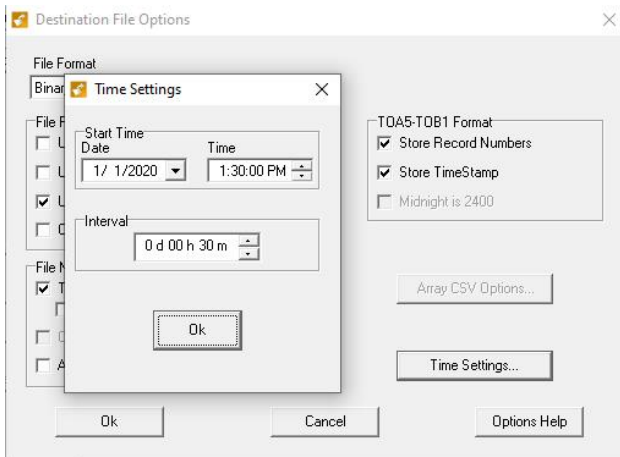 Destination File Options
File Format
Time Settings
Start Time
Date
Time
1/ 1/2020
1:30:00 PM
Interval
0 d 00 h 30 m
Ok
TOA5-TOB1 Format
Store Record Numbers
Store TimeStamp
Midnight is 2400
Array CSV Options...
Time Settings...
Ok
Cancel
Options Help